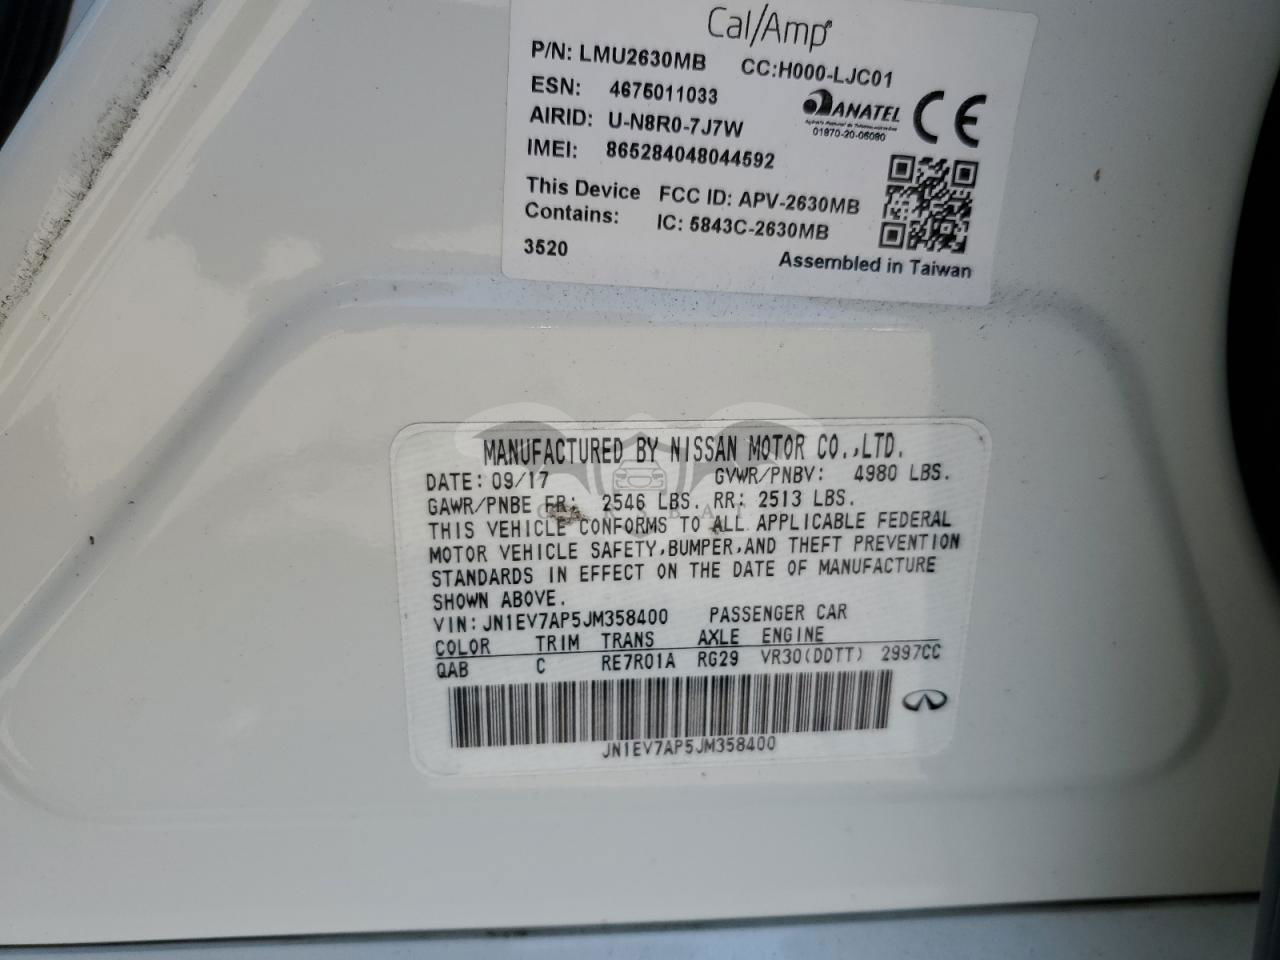 Cal/Amp
P/N: LMU2630MB CC:H000-LJC01
ESN: 4675011033
AIRID: U-N8R0-7J7W
IMEI: 865284048044592
ANATEL
01870-20-06080
CE
This Device FCC ID: APV-2630MB
Contains: IC: 5843C-2630MB
3520
Assembled in Taiwan
MANUFACTURED BY NISSAN MOTOR CO.,LTD.
DATE: 09/17 GVWR/PNBV: 4980 LBS.
GAWR/PNBE FR: 2546 LBS. RR: 2513 LBS.
THIS VEHICLE CONFORMS TO ALL APPLICABLE FEDERAL
MOTOR VEHICLE SAFETY,BUMPER,AND THEFT PREVENTION
STANDARDS IN EFFECT ON THE DATE OF MANUFACTURE
SHOWN ABOVE.
VIN: JN1EV7AP5JM358400 PASSENGER CAR
COLOR TRIM TRANS AXLE ENGINE
QAB C RE7R01A RG29 VR30(DDTT) 2997CC
JN1EV7AP5JM358400